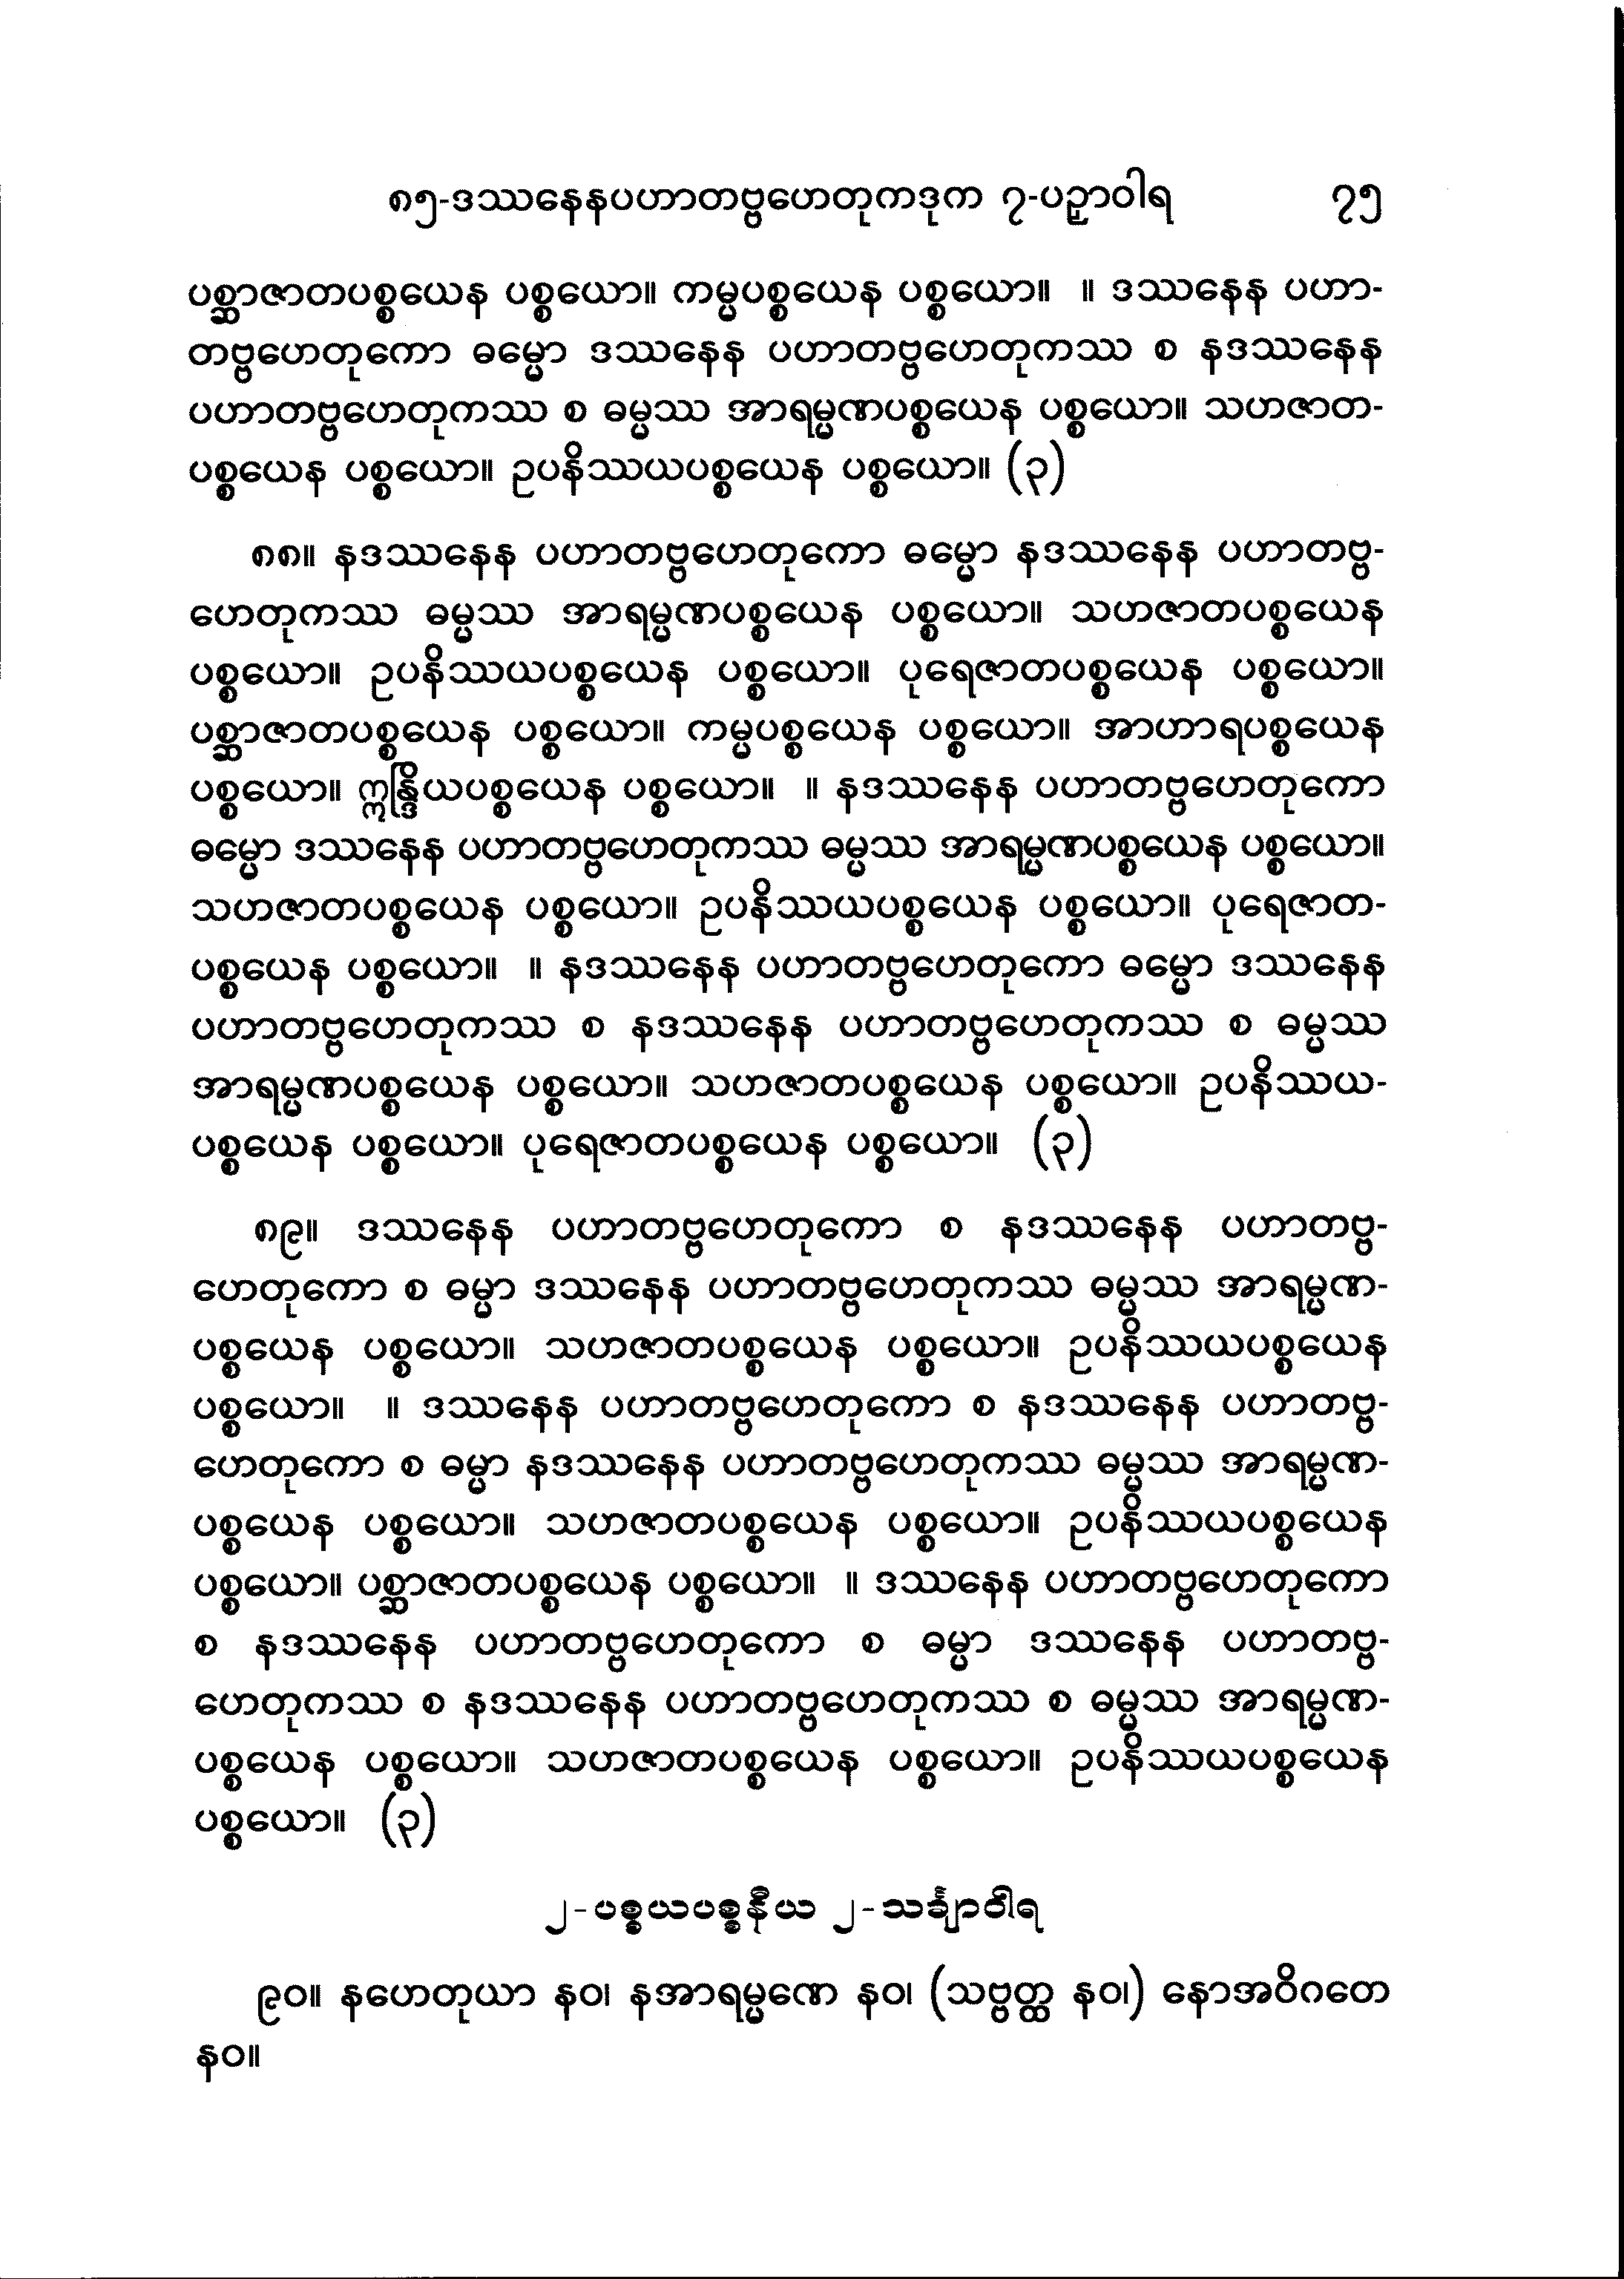 ၈၅-ဒဿနေနပဟာတဗ္ဗဟေတုကဒုက ၇-ပဉှာဝါရ ၇၅
ပစ္ဆာဇာတပစ္စယေန ပစ္စယော။ ကမ္မပစ္စယေန ပစ္စယော။ ။ ဒဿနေန ပဟာ-
တဗ္ဗဟေတုကော ဓမ္မော ဒဿနေန ပဟာတဗ္ဗဟေတုကဿ စ နဒဿနေန
ပဟာတဗ္ဗဟေတုကဿ စ ဓမ္မဿ အာရမ္မဏပစ္စယေန ပစ္စယော။ သဟဇာတ-
ပစ္စယေန ပစ္စယော။ ဥပနိဿယပစ္စယေန ပစ္စယော။ (၃)
၈၈။ နဒဿနေန ပဟာတဗ္ဗဟေတုကော ဓမ္မော နဒဿနေန ပဟာတဗ္ဗ-
ဟေတုကဿ ဓမ္မဿ အာရမ္မဏပစ္စယေန ပစ္စယော။ သဟဇာတပစ္စယေန
ပစ္စယော။ ဥပနိဿယပစ္စယေန ပစ္စယော။ ပုရေဇာတပစ္စယေန ပစ္စယော။
ပစ္ဆာဇာတပစ္စယေန ပစ္စယော။ ကမ္မပစ္စယေန ပစ္စယော။ အာဟာရပစ္စယေန
ပစ္စယော။ ဣန္ဒြိယပစ္စယေန ပစ္စယော။ ။ နဒဿနေန ပဟာတဗ္ဗဟေတုကော
ဓမ္မော ဒဿနေန ပဟာတဗ္ဗဟေတုကဿ ဓမ္မဿ အာရမ္မဏပစ္စယေန ပစ္စယော။
သဟဇာတပစ္စယေန ပစ္စယော။ ဥပနိဿယပစ္စယေန ပစ္စယော။ ပုရေဇာတ-
ပစ္စယေန ပစ္စယော။ ။ နဒဿနေန ပဟာတဗ္ဗဟေတုကော ဓမ္မော ဒဿနေန
ပဟာတဗ္ဗဟေတုကဿ စ နဒဿနေန ပဟာတဗ္ဗဟေတုကဿ စ ဓမ္မဿ
အာရမ္မဏပစ္စယေန ပစ္စယော။ သဟဇာတပစ္စယေန ပစ္စယော။ ဥပနိဿယ-
ပစ္စယေန ပစ္စယော။ ပုရေဇာတပစ္စယေန ပစ္စယော။ (၃)
၈၉။ ဒဿနေန ပဟာတဗ္ဗဟေတုကော စ နဒဿနေန ပဟာတဗ္ဗ-
ဟေတုကော စ ဓမ္မာ ဒဿနေန ပဟာတဗ္ဗဟေတုကဿ ဓမ္မဿ အာရမ္မဏ-
ပစ္စယေန ပစ္စယော။ သဟဇာတပစ္စယေန ပစ္စယော။ ဥပနိဿယပစ္စယေန
ပစ္စယော။ ။ ဒဿနေန ပဟာတဗ္ဗဟေတုကော စ နဒဿနေန ပဟာတဗ္ဗ-
ဟေတုကော စ ဓမ္မာ နဒဿနေန ပဟာတဗ္ဗဟေတုကဿ ဓမ္မဿ အာရမ္မဏ-
ပစ္စယေန ပစ္စယော။ သဟဇာတပစ္စယေန ပစ္စယော။ ဥပနိဿယပစ္စယေန
ပစ္စယော။ ပစ္ဆာဇာတပစ္စယေန ပစ္စယော။ ။ ဒဿနေန ပဟာတဗ္ဗဟေတုကော
စ နဒဿနေန ပဟာတဗ္ဗဟေတုကော စ ဓမ္မာ ဒဿနေန ပဟာတဗ္ဗ-
ဟေတုကဿ စ နဒဿနေန ပဟာတဗ္ဗဟေတုကဿ စ ဓမ္မဿ အာရမ္မဏ-
ပစ္စယေန ပစ္စယော။ သဟဇာတပစ္စယေန ပစ္စယော။ ဥပနိဿယပစ္စယေန
ပစ္စယော။ (၃)
၂-ပစ္စယပစ္စနီယ ၂-သင်္ချာဝါရ
၉၀။ နဟေတုယာ နဝ၊ နအာရမ္မဏေ နဝ၊ (သဗ္ဗတ္ထ နဝ၊) နောအဝိဂတေ
နဝ။